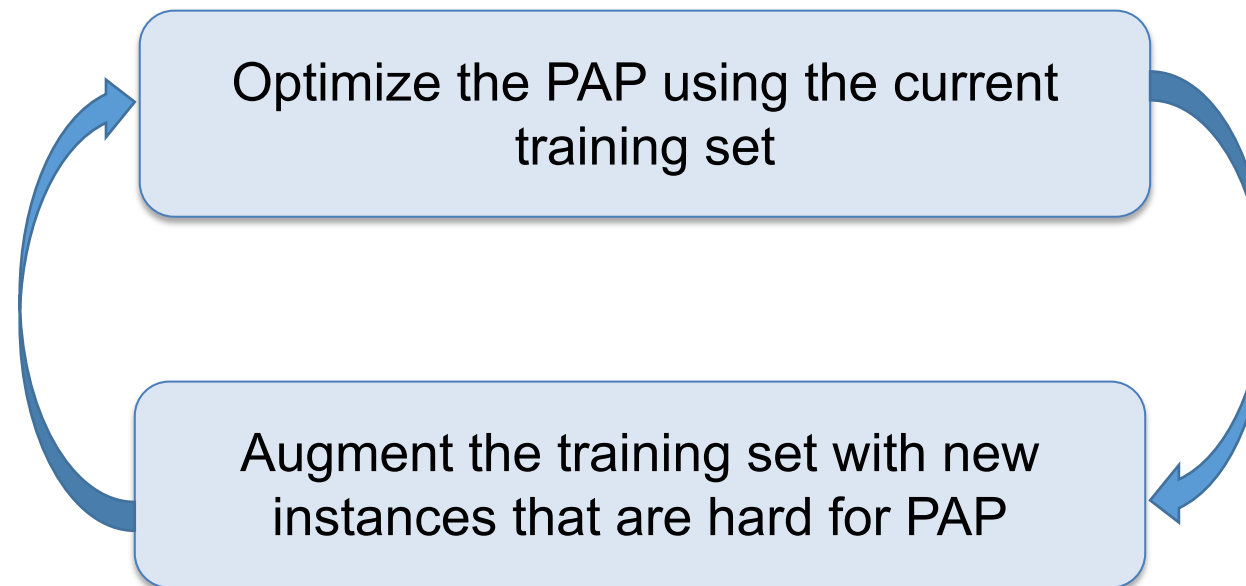 Optimize the PAP using the current
training set
Augment the training set with new
instances that are hard for PAP